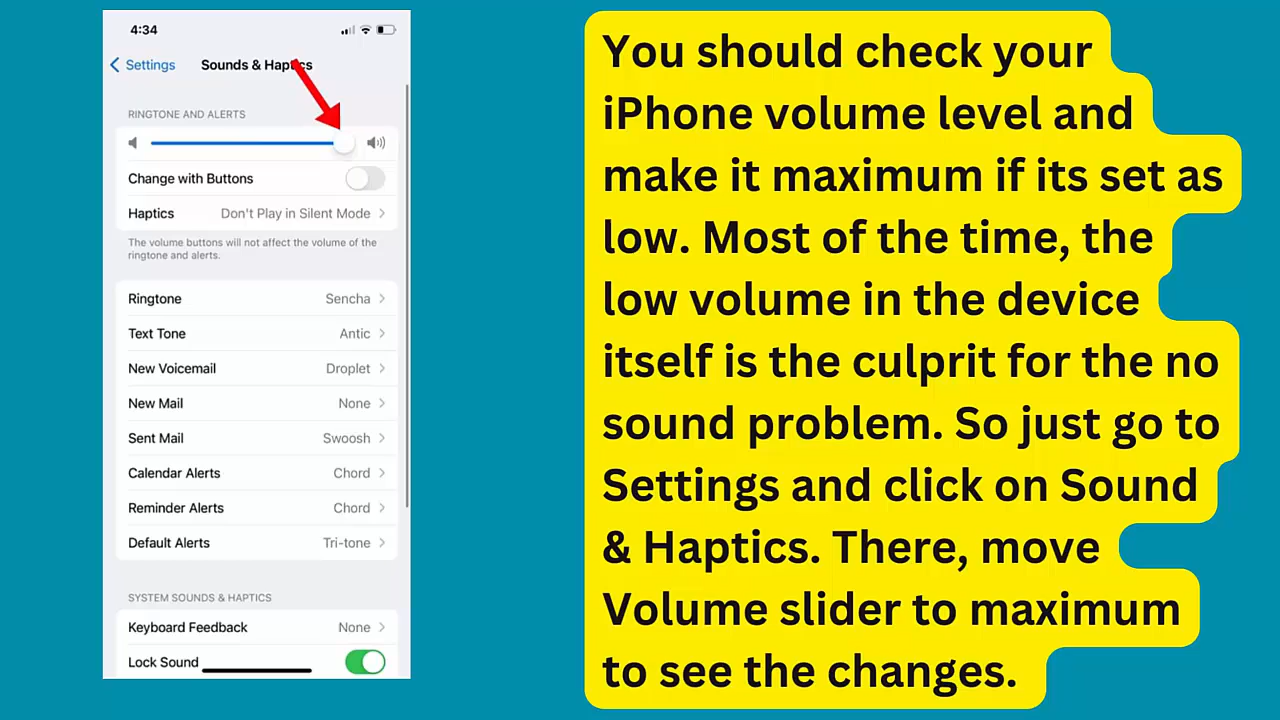 4:34
Settings
Sounds & Haptics
RINGTONE AND ALERTS
Change with Buttons
Haptics Don't Play in Silent Mode
The volume buttons will not affect the volume of the
ringtone and alerts.
Ringtone Sencha
Text Tone Antic
New Voicemail Droplet
New Mail None
Sent Mail Swoosh
Calendar Alerts Chord
Reminder Alerts Chord
Default Alerts Tri-tone
SYSTEM SOUNDS & HAPTICS
Keyboard Feedback None
Lock Sound
You should check your
iPhone volume level and
make it maximum if its set as
low. Most of the time, the
low volume in the device
itself is the culprit for the no
sound problem. So just go to
Settings and click on Sound
& Haptics. There, move
Volume slider to maximum
to see the changes.